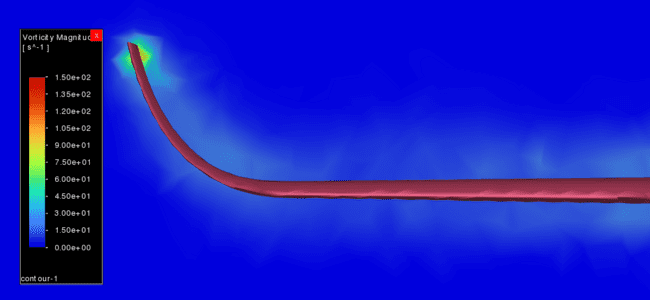 Vorticity Magnitud
[ s^-1 ]
1.50e+02
1.35e+02
1.20e+02
1.05e+02
9.00e+01
7.50e+01
6.00e+01
4.50e+01
3.00e+01
1.50e+01
0.00e+00
contour-1